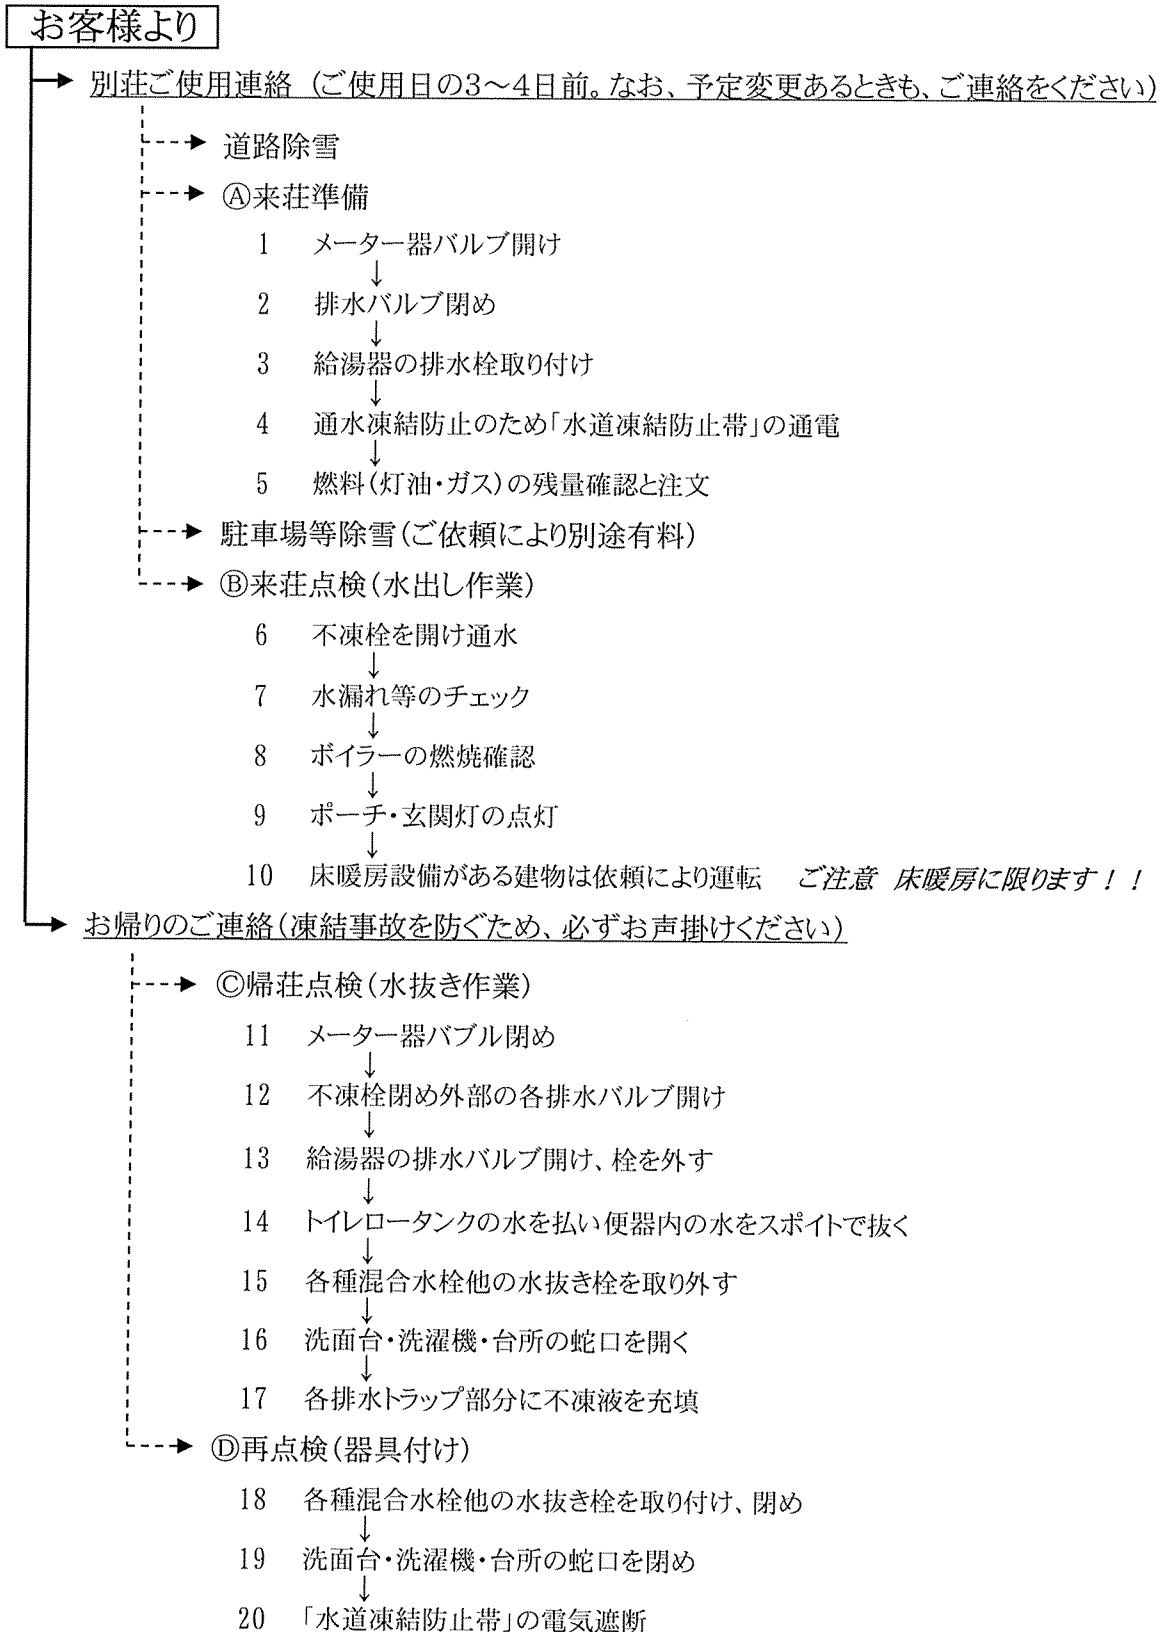 お客様より
別荘ご使用連絡（ご使用日の3～4日前。なお、予定変更あるときも、ご連絡をください）
道路除雪
Ⓐ来荘準備
1 メーター器バルブ開け
↓
2 排水バルブ閉め
↓
3 給湯器の排水栓取り付け
↓
4 通水凍結防止のため「水道凍結防止帯」の通電
↓
5 燃料（灯油・ガス）の残量確認と注文
駐車場等除雪（ご依頼により別途有料）
Ⓑ来荘点検（水出し作業）
6 不凍栓を開け通水
↓
7 水漏れ等のチェック
↓
8 ボイラーの燃焼確認
↓
9 ポーチ・玄関灯の点灯
↓
10 床暖房設備がある建物は依頼により運転 ご注意 床暖房に限ります！！
お帰りのご連絡（凍結事故を防ぐため、必ずお声掛けください）
Ⓒ帰荘点検（水抜き作業）
11 メーター器バブル閉め
↓
12 不凍栓閉め外部の各排水バルブ開け
↓
13 給湯器の排水バルブ開け、栓を外す
↓
14 トイレロータンクの水を払い便器内の水をスポイトで抜く
↓
15 各種混合水栓他の水抜き栓を取り外す
↓
16 洗面台・洗濯機・台所の蛇口を開く
↓
17 各排水トラップ部分に不凍液を充填
Ⓓ再点検（器具付け）
18 各種混合水栓他の水抜き栓を取り付け、閉め
↓
19 洗面台・洗濯機・台所の蛇口を閉め
↓
20 「水道凍結防止帯」の電気遮断